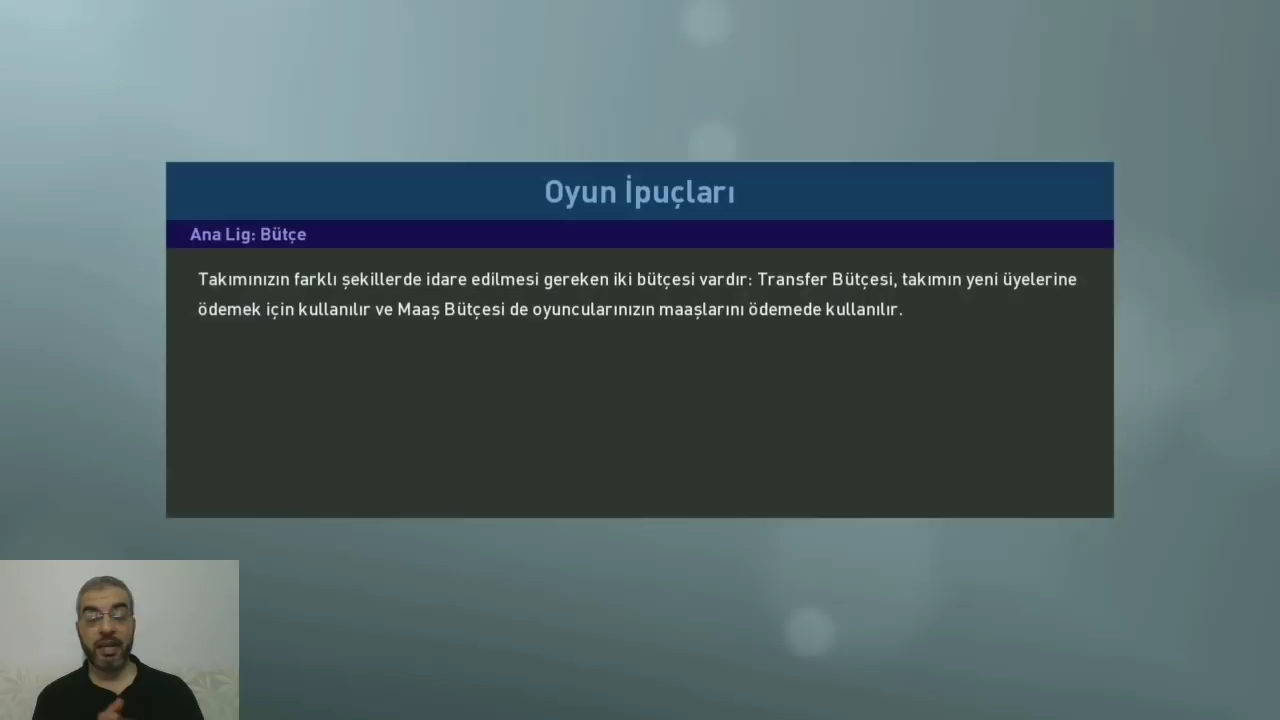 Oyun İpuçları
Ana Lig: Bütçe
Takımınızın farklı şekillerde idare edilmesi gereken iki bütçesi vardır: Transfer Bütçesi, takımın yeni üyelerine
ödemek için kullanılır ve Maaş Bütçesi de oyuncularınızın maaşlarını ödemede kullanılır.